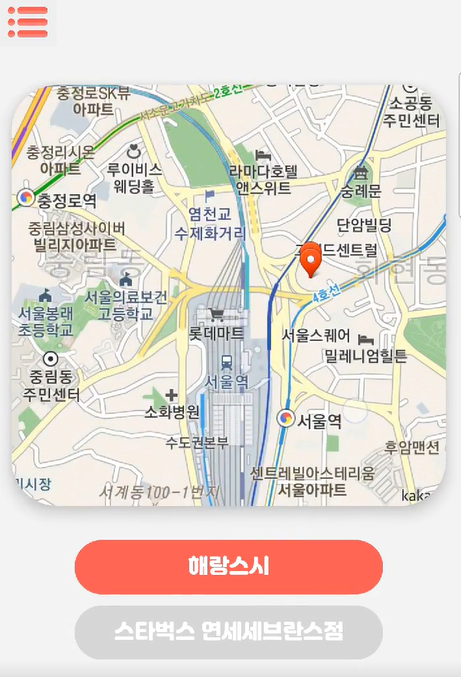 충정로SK뷰
아파트
서소문고가차도
2호선
소공동
주민센터
충정리시온
아파트
루이비스
웨딩홀
라마다호텔
앤스위트
숭례문
충정로역
염천교
수제화거리
단암빌딩
중림삼성사이버
빌리지아파트
중림동
센트럴
회현동
서울봉래
초등학교
서울의료보건
고등학교
4호선
롯데마트
서울스퀘어
밀레니엄힐튼
중림동
주민센터
서울역
소화병원
서울역
수도권본부
후암맨션
센트레빌아스테리움
서울아파트
시장
서계동100-1번지
kaka
해랑스시
스타벅스 연세세브란스점